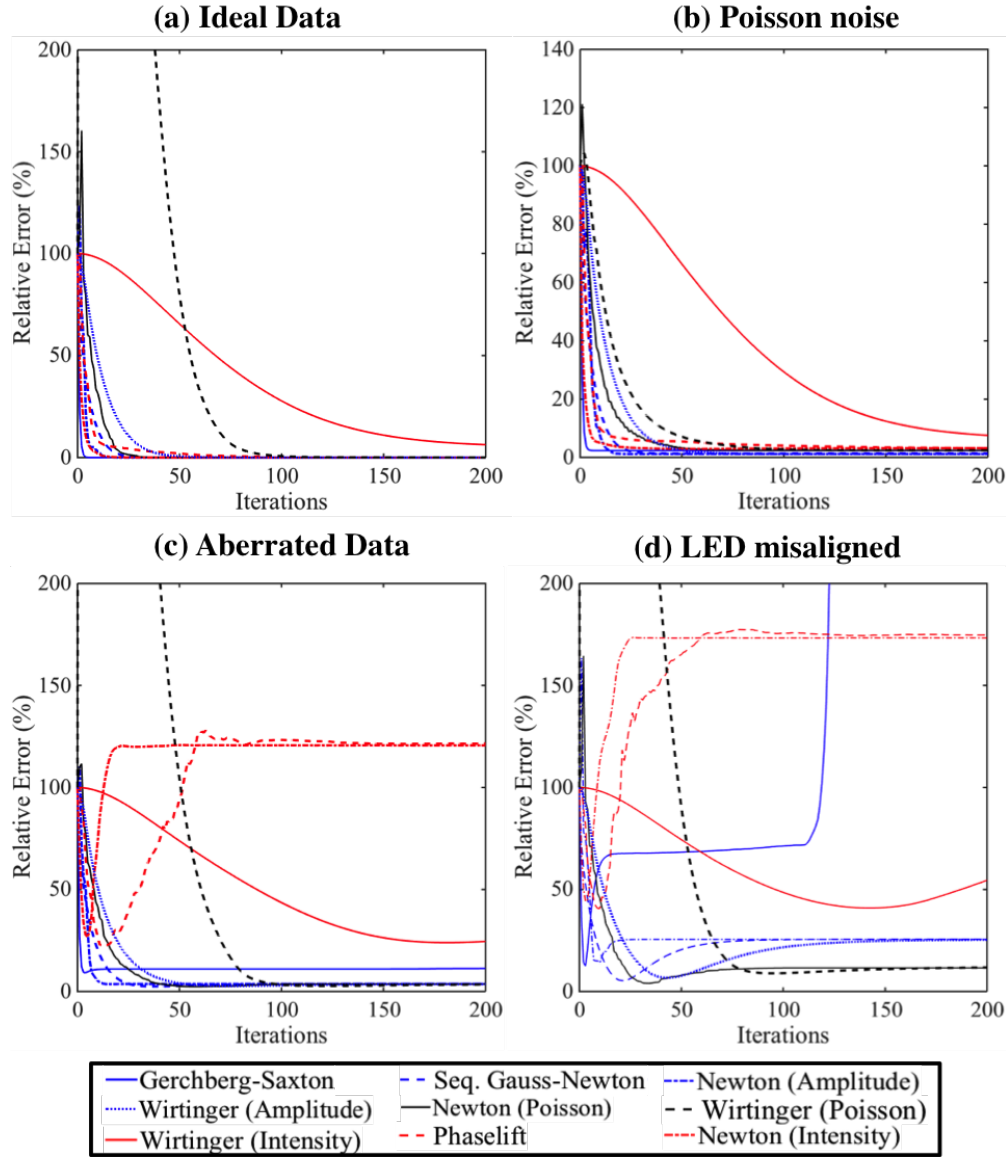 (a) Ideal Data
(b) Poisson noise
200
150
100
50
0
Relative Error (%)
0 50 100 150 200
Iterations
140
120
100
80
60
40
20
0
Relative Error (%)
0 50 100 150 200
Iterations
(c) Aberrated Data
(d) LED misaligned
200
150
100
50
0
Relative Error (%)
0 50 100 150 200
Iterations
200
150
100
50
0
Relative Error (%)
0 50 100 150 200
Iterations
Gerchberg-Saxton Seq. Gauss-Newton Newton (Amplitude)
Wirtinger (Amplitude) Newton (Poisson) Wirtinger (Poisson)
Wirtinger (Intensity) Phaselift Newton (Intensity)